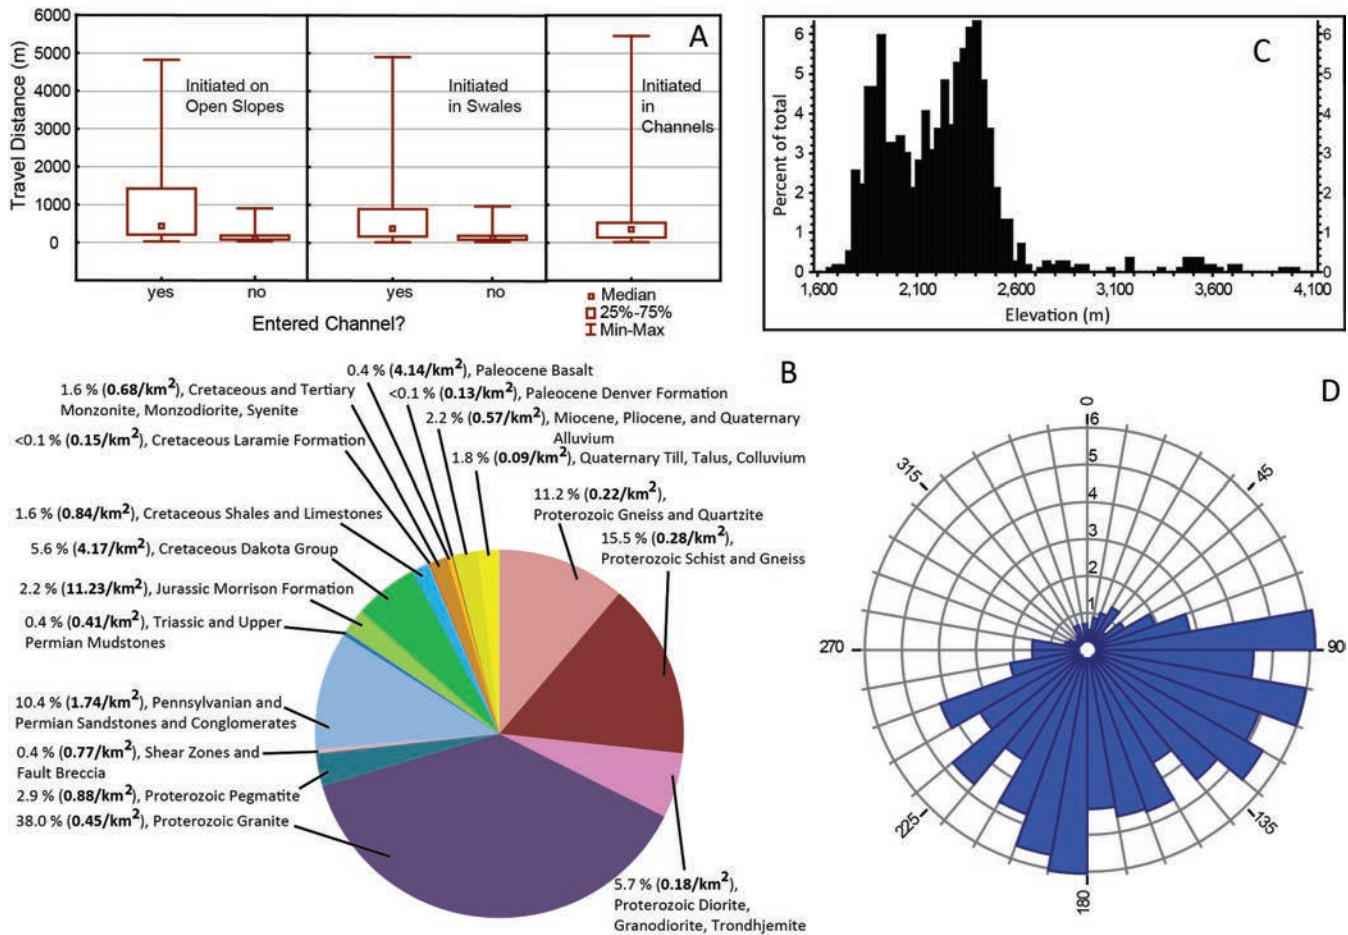 A
Travel Distance (m)
6000
5000
4000
3000
2000
1000
0
Initiated on
Open Slopes
Initiated
in Swales
Initiated
in
Channels
yes
no
yes
no
Entered Channel?
Median
25%-75%
Min-Max
C
Percent of total
6
5
4
3
2
1
0
6
5
4
3
2
1
0
1,600
2,100
2,600
3,100
3,600
4,100
Elevation (m)
B
0.4 % (4.14/km²), Paleocene Basalt
1.6 % (0.68/km²), Cretaceous and Tertiary
Monzonite, Monzodiorite, Syenite
<0.1 % (0.13/km²), Paleocene Denver Formation
2.2 % (0.57/km²), Miocene, Pliocene, and Quaternary
Alluvium
<0.1 % (0.15/km²), Cretaceous Laramie Formation
1.8 % (0.09/km²), Quaternary Till, Talus, Colluvium
11.2 % (0.22/km²),
Proterozoic Gneiss and Quartzite
1.6 % (0.84/km²), Cretaceous Shales and Limestones
15.5 % (0.28/km²),
Proterozoic Schist and Gneiss
5.6 % (4.17/km²), Cretaceous Dakota Group
2.2 % (11.23/km²), Jurassic Morrison Formation
0.4 % (0.41/km²), Triassic and Upper
Permian Mudstones
10.4 % (1.74/km²), Pennsylvanian and
Permian Sandstones and Conglomerates
0.4 % (0.77/km²), Shear Zones and
Fault Breccia
2.9 % (0.88/km²), Proterozoic Pegmatite
38.0 % (0.45/km²), Proterozoic Granite
5.7 % (0.18/km²),
Proterozoic Diorite,
Granodiorite, Trondhjemite
D
0
45
90
135
180
225
270
315
6
5
4
3
2
1